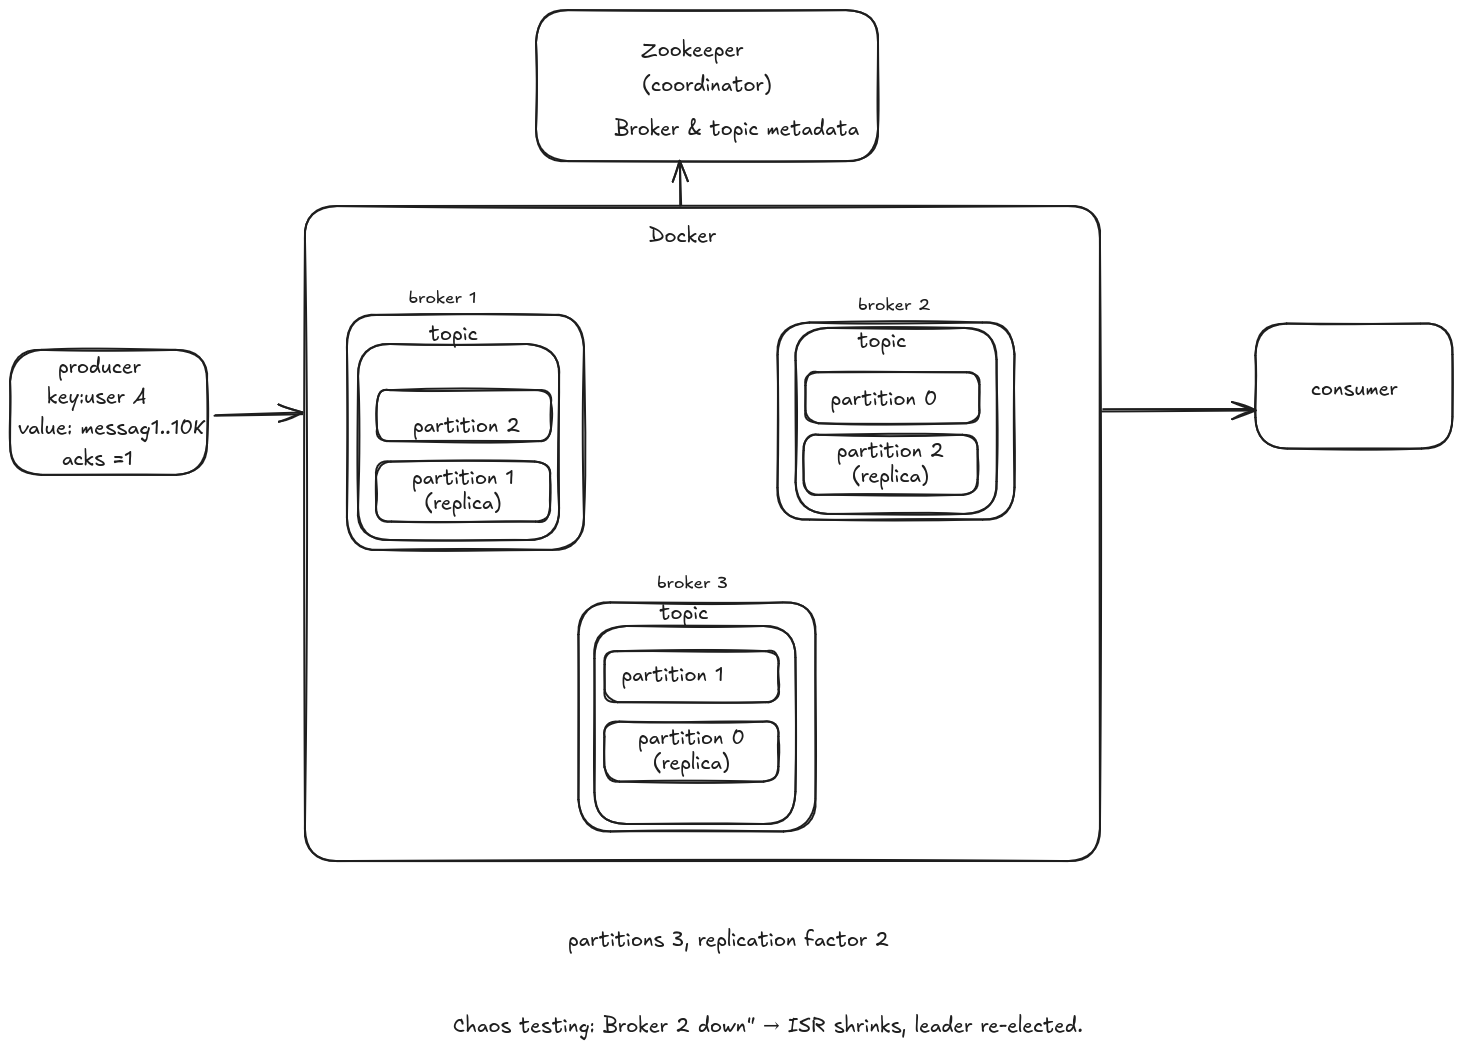 Zookeeper
(coordinator)
Broker & topic metadata
Docker
broker 1
topic
partition 2
partition 1
(replica)
broker 2
topic
partition 0
partition 2
(replica)
producer
key:user A
value: messag1..10K
acks =1
consumer
broker 3
topic
partition 1
partition 0
(replica)
partitions 3, replication factor 2
Chaos testing: Broker 2 down" → ISR shrinks, leader re-elected.